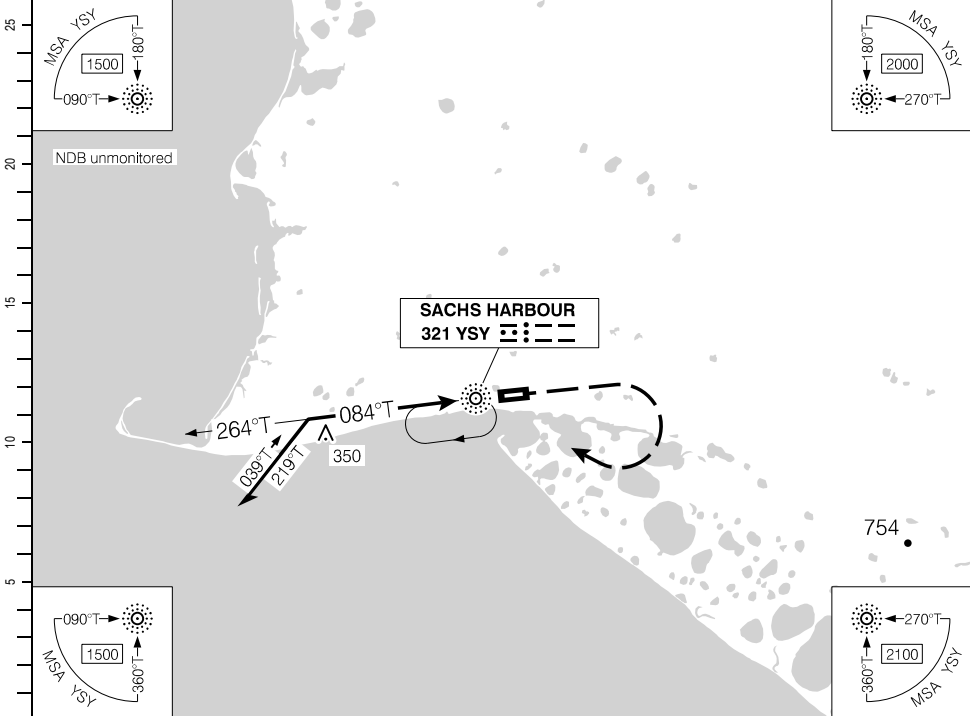 25
20
15
10
5
MSA YSY
180°T
1500
090°T
MSA YSY
180°T
2000
270°T
NDB unmonitored
SACHS HARBOUR
321 YSY
264°T
084°T
039°T
219°T
350
754
090°T
1500
360°T
MSA YSY
270°T
2100
360°T
MSA YSY